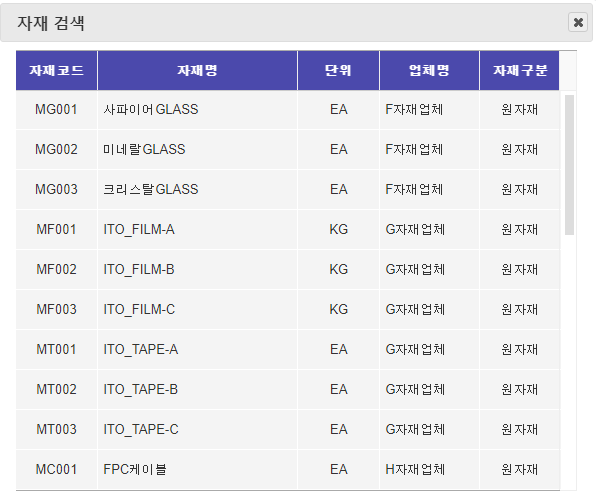 자재 검색
자재코드 자재명 단위 업체명 자재구분
MG001 사파이어GLASS EA F자재업체 원자재
MG002 미네랄GLASS EA F자재업체 원자재
MG003 크리스탈GLASS EA F자재업체 원자재
MF001 ITO_FILM-A KG G자재업체 원자재
MF002 ITO_FILM-B KG G자재업체 원자재
MF003 ITO_FILM-C KG G자재업체 원자재
MT001 ITO_TAPE-A EA G자재업체 원자재
MT002 ITO_TAPE-B EA G자재업체 원자재
MT003 ITO_TAPE-C EA G자재업체 원자재
MC001 FPC케이블 EA H자재업체 원자재